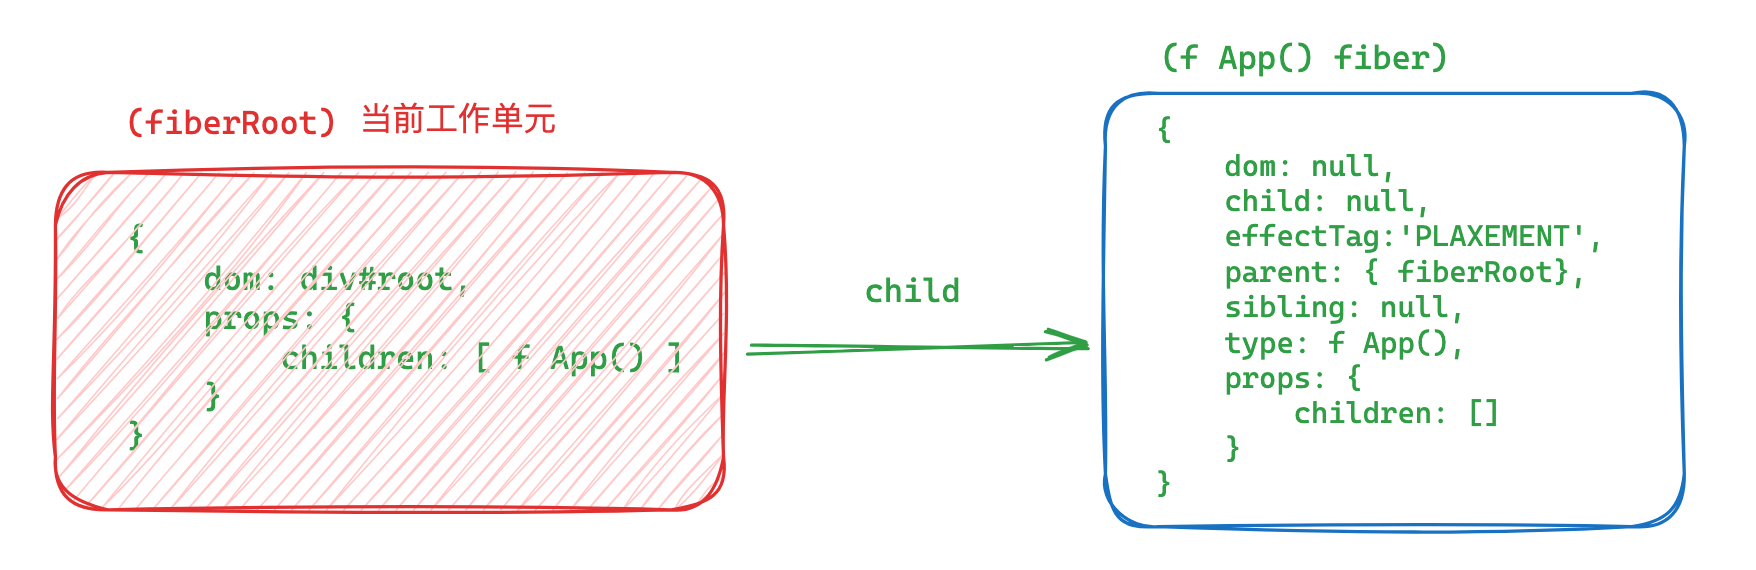 (fiberRoot) 当前工作单元
{
dom: div#root,
props: {
children: [ f App() ]
}
}
child
(f App() fiber)
{
dom: null,
child: null,
effectTag:'PLAXEMENT',
parent: { fiberRoot},
sibling: null,
type: f App(),
props: {
children: []
}
}